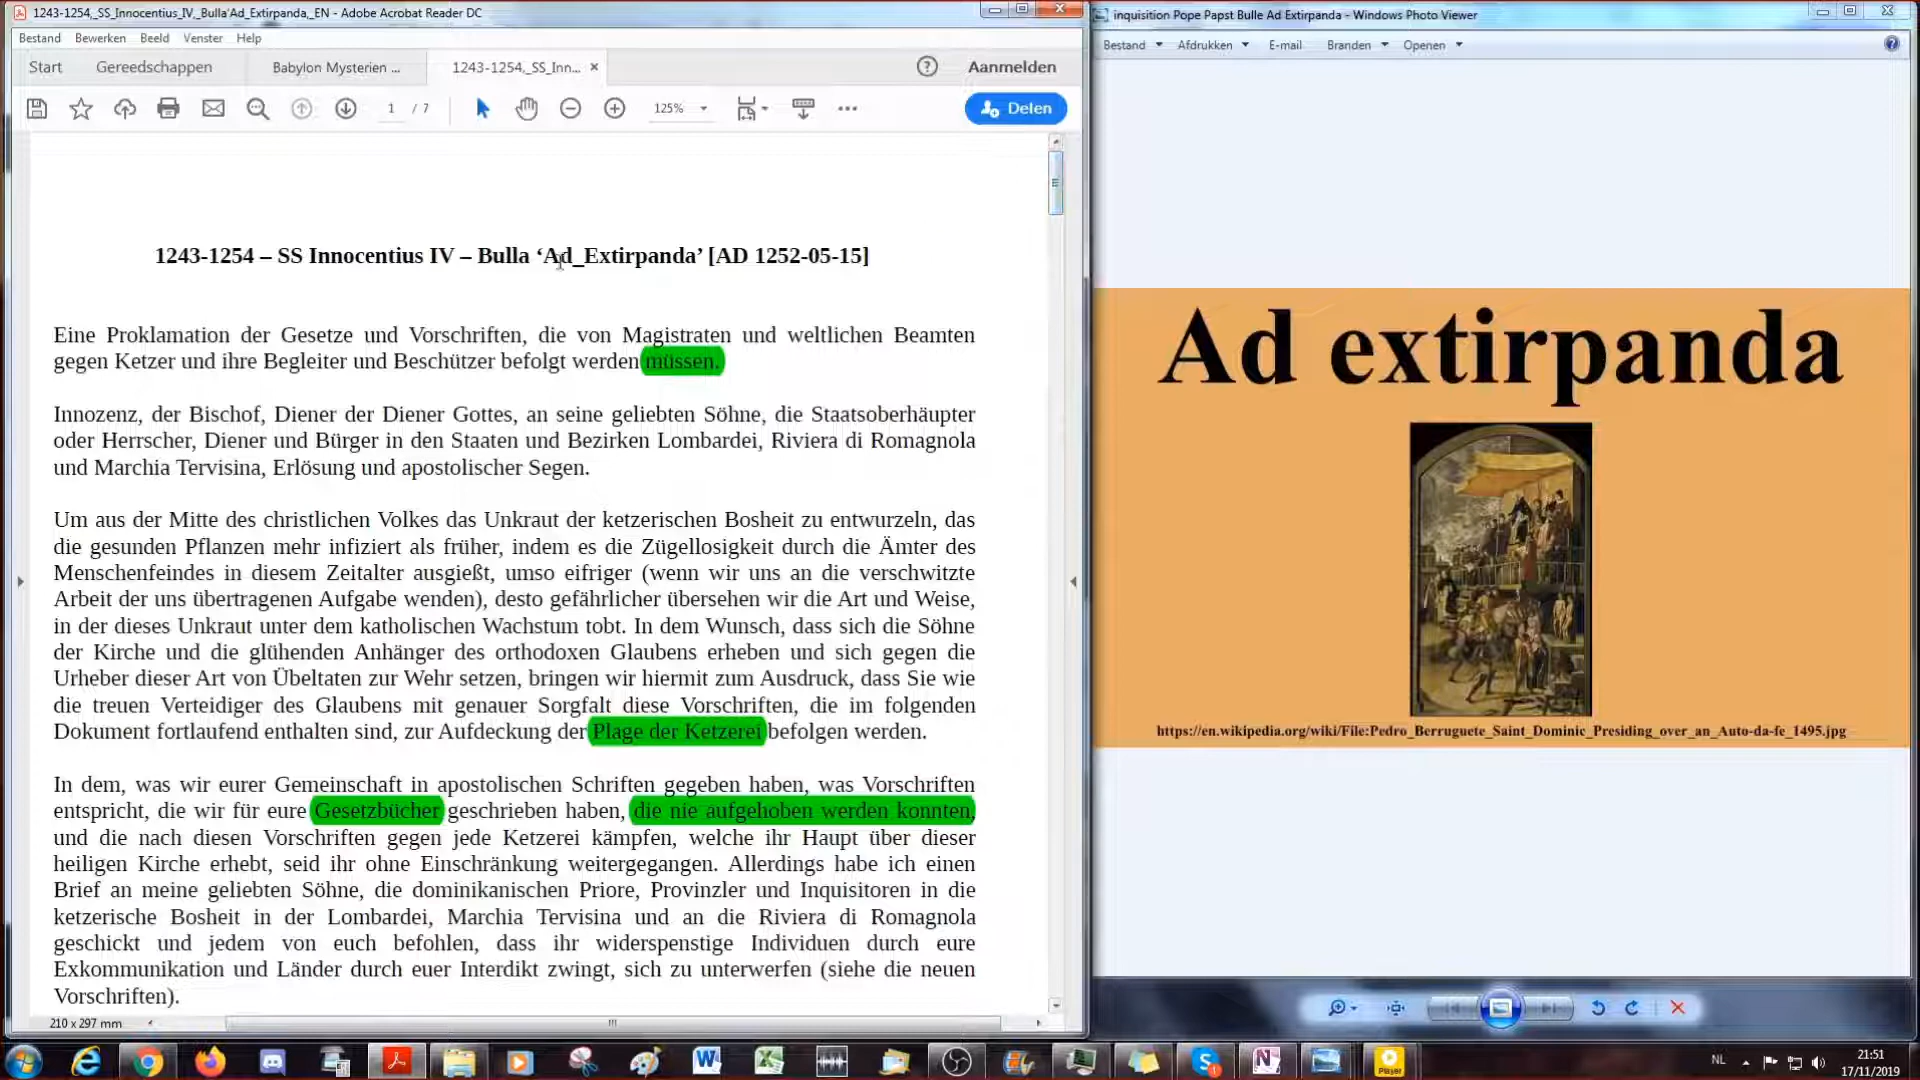 1243-1254,_SS_Innocentius_IV,_Bulla'Ad_Extirpanda,_EN - Adobe Acrobat Reader DC
Bestand Bewerken Beeld Venster Help
Start Gereedschappen Babylon Mysterien ... 1243-1254,_SS_Inn... × Aanmelden
1 / 7 125% Delen
1243-1254 – SS Innocentius IV – Bulla ‘Ad_Extirpanda’ [AD 1252-05-15]
Eine Proklamation der Gesetze und Vorschriften, die von Magistraten und weltlichen Beamten
gegen Ketzer und ihre Begleiter und Beschützer befolgt werden müssen.
Innozenz, der Bischof, Diener der Diener Gottes, an seine geliebten Söhne, die Staatsoberhäupter
oder Herrscher, Diener und Bürger in den Staaten und Bezirken Lombardei, Riviera di Romagnola
und Marchia Tervisina, Erlösung und apostolischer Segen.
Um aus der Mitte des christlichen Volkes das Unkraut der ketzerischen Bosheit zu entwurzeln, das
die gesunden Pflanzen mehr infiziert als früher, indem es die Zügellosigkeit durch die Ämter des
Menschenfeindes in diesem Zeitalter ausgießt, umso eifriger (wenn wir uns an die verschwitzte
Arbeit der uns übertragenen Aufgabe wenden), desto gefährlicher übersehen wir die Art und Weise,
in der dieses Unkraut unter dem katholischen Wachstum tobt. In dem Wunsch, dass sich die Söhne
der Kirche und die glühenden Anhänger des orthodoxen Glaubens erheben und sich gegen die
Urheber dieser Art von Übeltaten zur Wehr setzen, bringen wir hiermit zum Ausdruck, dass Sie wie
die treuen Verteidiger des Glaubens mit genauer Sorgfalt diese Vorschriften, die im folgenden
Dokument fortlaufend enthalten sind, zur Aufdeckung der Plage der Ketzerei befolgen werden.
In dem, was wir eurer Gemeinschaft in apostolischen Schriften gegeben haben, was Vorschriften
entspricht, die wir für eure Gesetzbücher geschrieben haben, die nie aufgehoben werden konnten,
und die nach diesen Vorschriften gegen jede Ketzerei kämpfen, welche ihr Haupt über dieser
heiligen Kirche erhebt, seid ihr ohne Einschränkung weitergegangen. Allerdings habe ich einen
Brief an meine geliebten Söhne, die dominikanischen Priore, Provinzler und Inquisitoren in die
ketzerische Bosheit in der Lombardei, Marchia Tervisina und an die Riviera di Romagnola
geschickt und jedem von euch befohlen, dass ihr widerspenstige Individuen durch eure
Exkommunikation und Länder durch euer Interdikt zwingt, sich zu unterwerfen (siehe die neuen
Vorschriften).
210 x 297 mm
inquisition Pope Papst Bulle Ad Extirpanda - Windows Photo Viewer
Bestand Afdrukken E-mail Branden Openen
Ad extirpanda
https://en.wikipedia.org/wiki/File:Pedro_Berruguete_Saint_Dominic_Presiding_over_an_Auto-da-fe_1495.jpg
NL
21:51
17/11/2019
Player